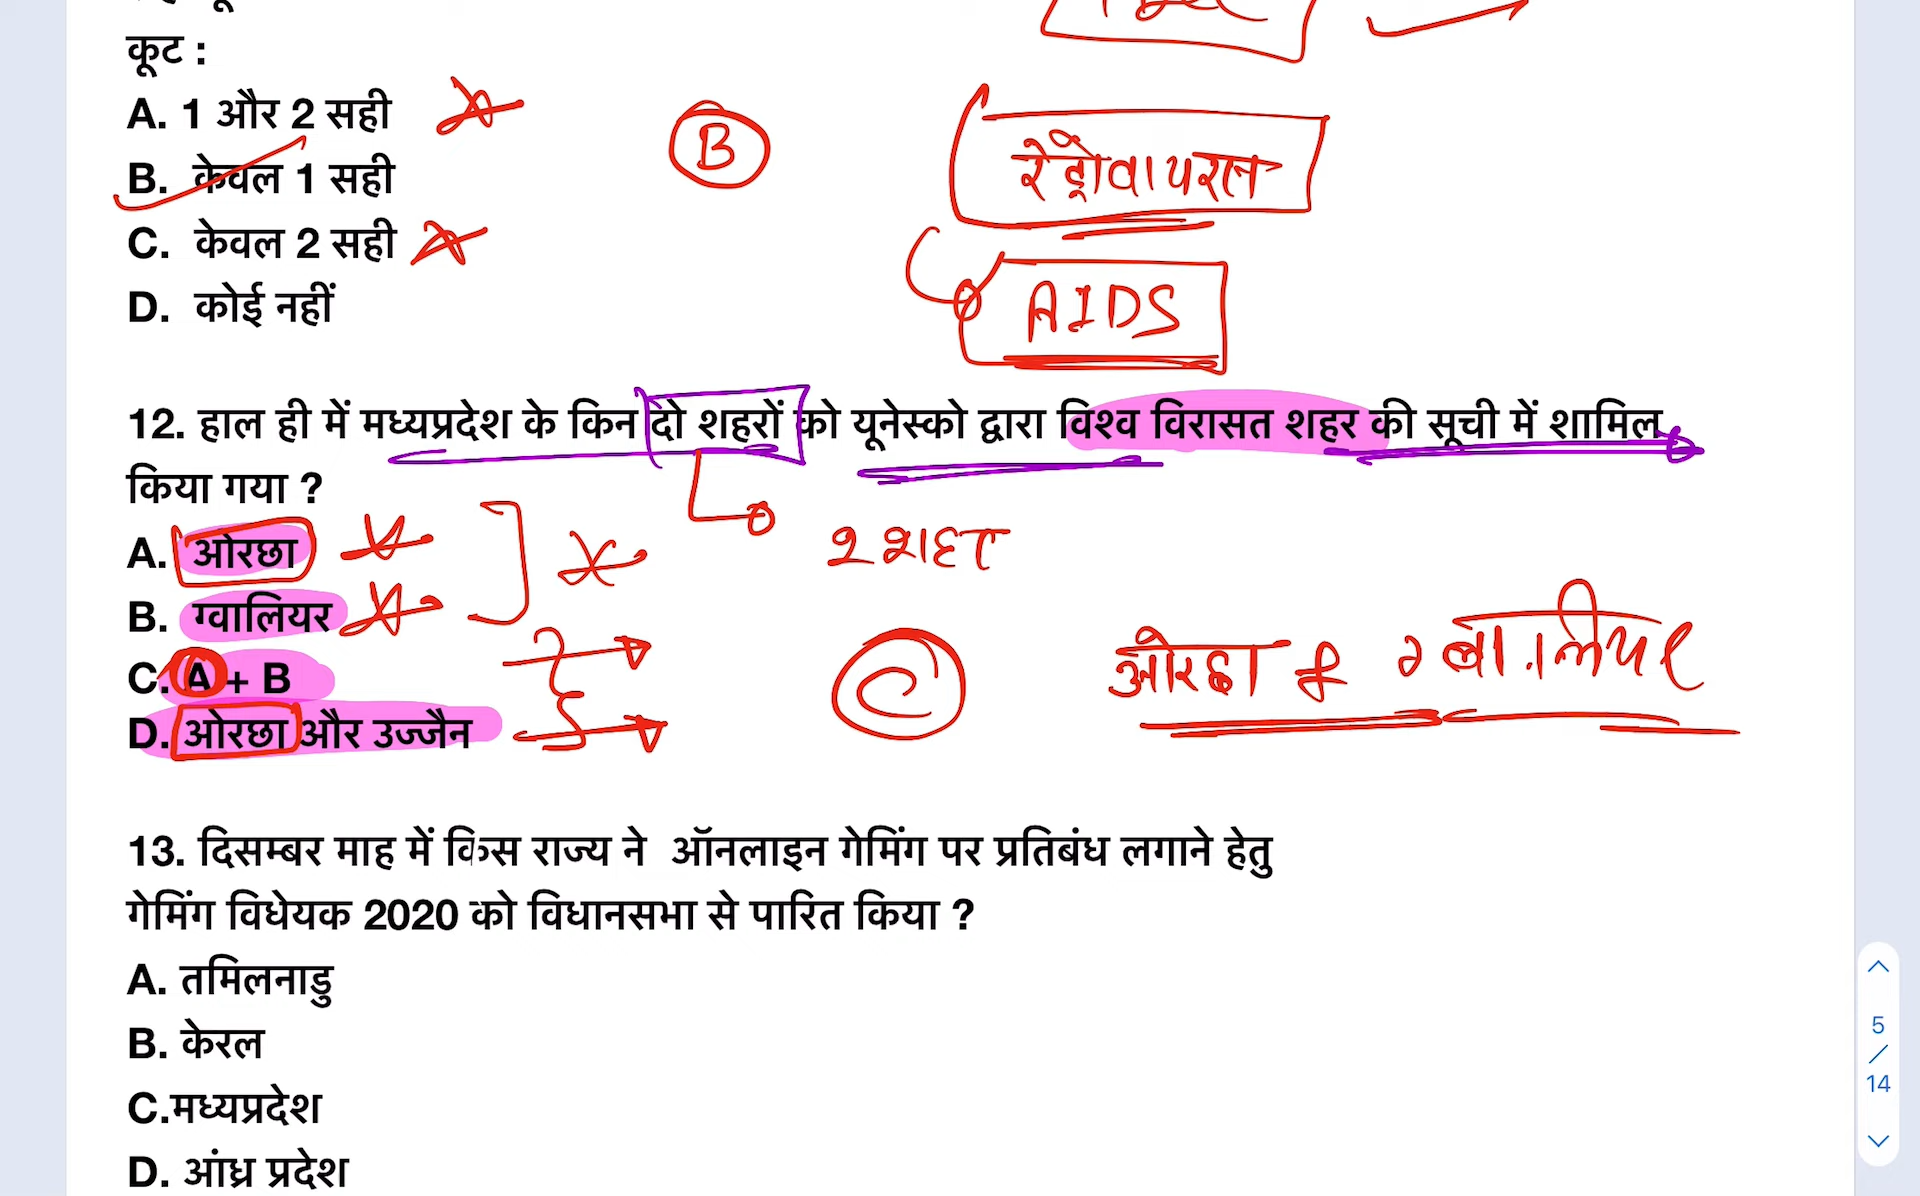 कूट :
A. 1 और 2 सही
B. केवल 1 सही
C. केवल 2 सही
D. कोई नहीं
B
रेट्रोवायरस
AIDS
12. हाल ही में मध्यप्रदेश के किन दो शहरों को यूनेस्को द्वारा विश्व विरासत शहर की सूची में शामिल
किया गया ?
A. ओरछा
B. ग्वालियर
C. A + B
D. ओरछा और उज्जैन
2 शहर
C
ओरछा & ग्वालियर
13. दिसम्बर माह में किस राज्य ने ऑनलाइन गेमिंग पर प्रतिबंध लगाने हेतु
गेमिंग विधेयक 2020 को विधानसभा से पारित किया ?
A. तमिलनाडु
B. केरल
C.मध्यप्रदेश
D. आंध्र प्रदेश
5
/
14